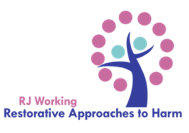 RJ Working
Restorative Approaches to Harm